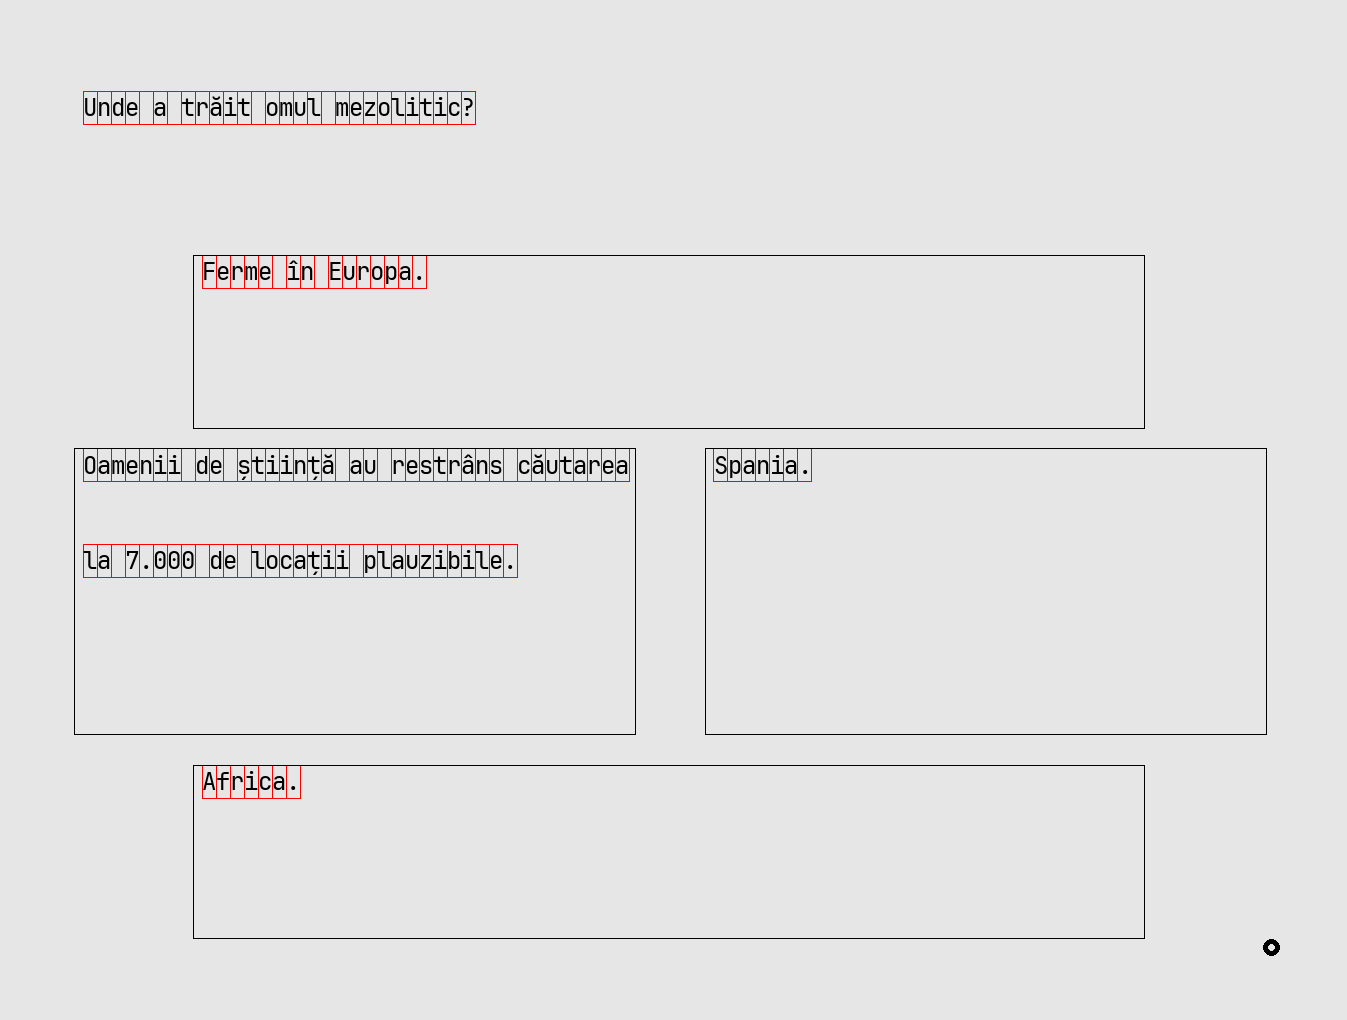 Unde a trăit omul mezolitic?
Ferme în Europa.
Oamenii de știință au restrâns căutarea
la 7.000 de locații plauzibile.
Spania.
Africa.